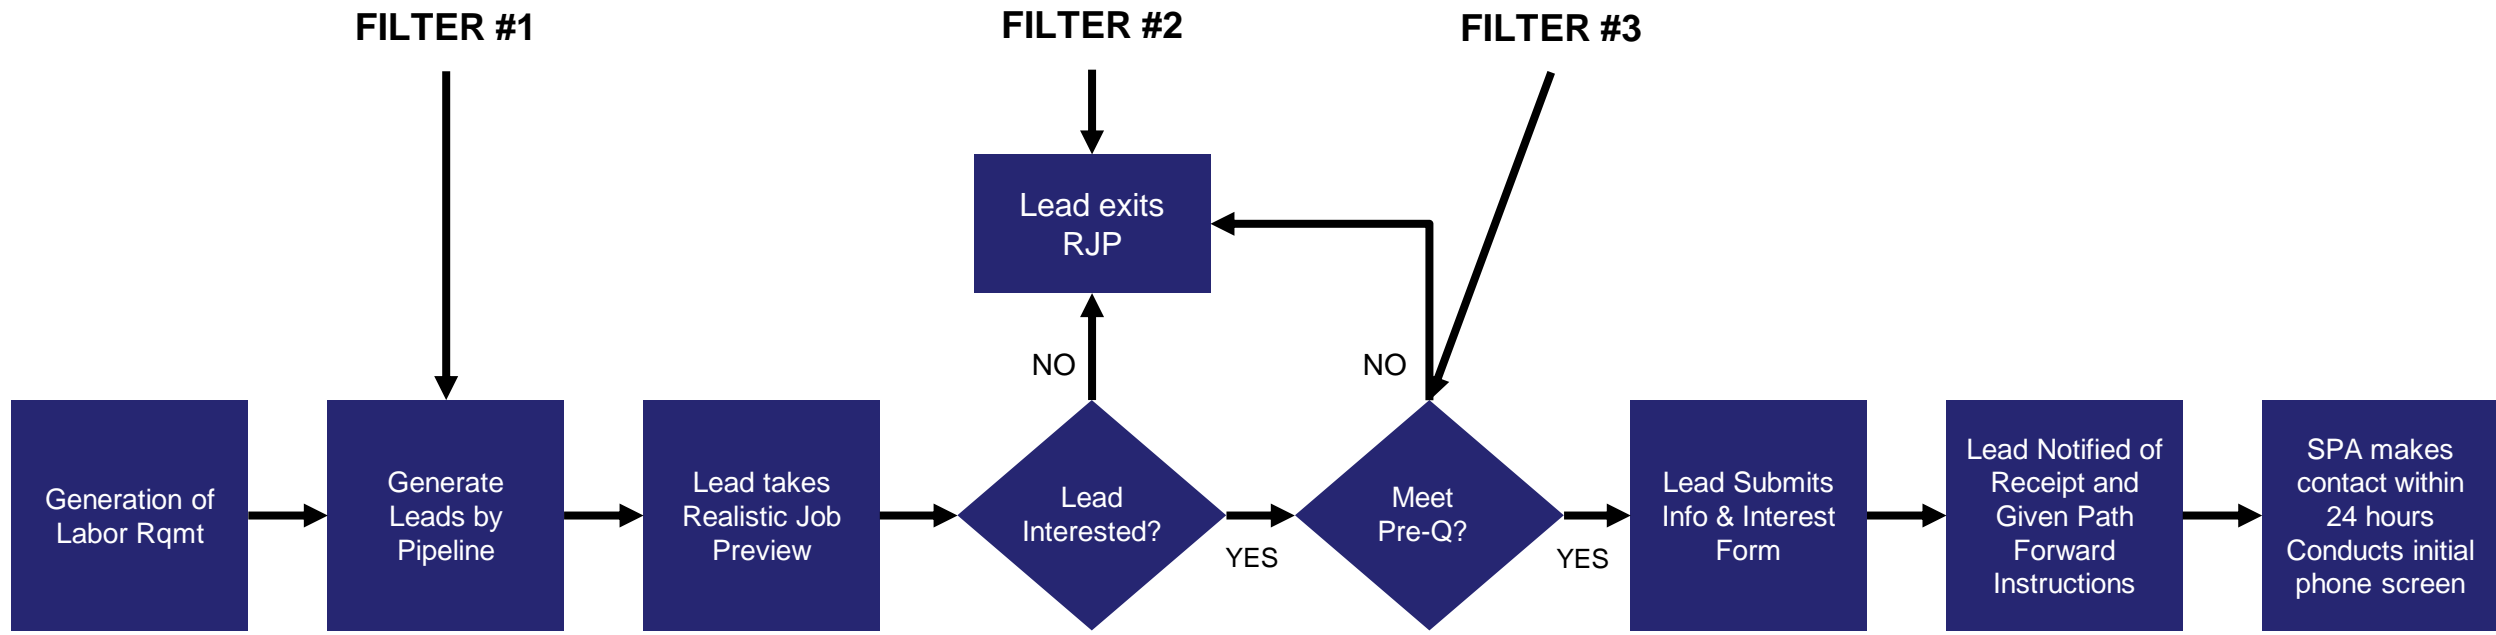 FILTER #1
FILTER #2
FILTER #3
Lead exits
RJP
NO
NO
Generation of
Labor Rqmt
Generate
Leads by
Pipeline
Lead takes
Realistic Job
Preview
Lead
Interested?
YES
Meet
Pre-Q?
YES
Lead Submits
Info & Interest
Form
Lead Notified of
Receipt and
Given Path
Forward
Instructions
SPA makes
contact within
24 hours
Conducts initial
phone screen